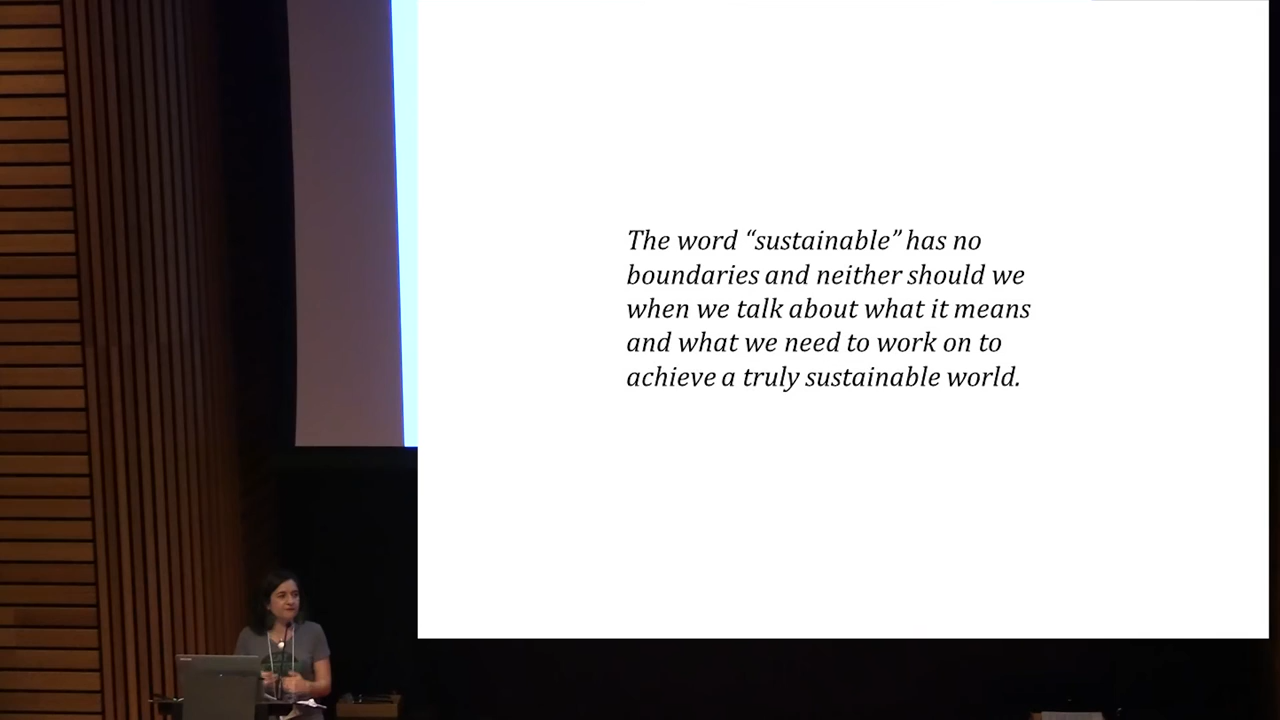 The word “sustainable” has no
boundaries and neither should we
when we talk about what it means
and what we need to work on to
achieve a truly sustainable world.